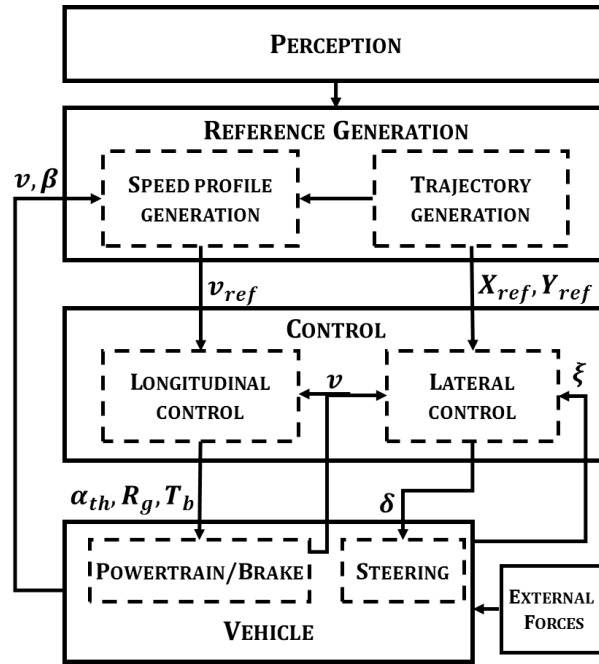 PERCEPTION
REFERENCE GENERATION
v, β
SPEED PROFILE
GENERATION
TRAJECTORY
GENERATION
v_ref
X_ref, Y_ref
CONTROL
LONGITUDINAL
CONTROL
v
LATERAL
CONTROL
ξ
α_th, R_g, T_b
δ
POWERTRAIN/BRAKE
STEERING
VEHICLE
EXTERNAL
FORCES